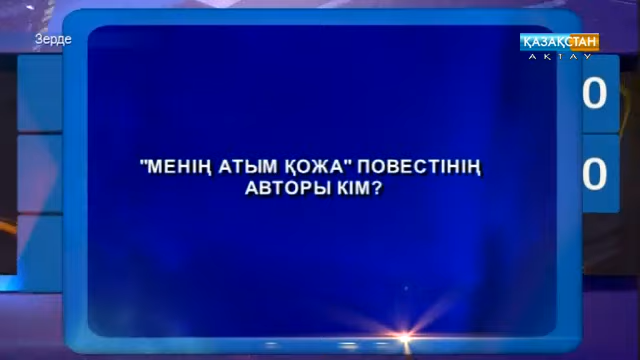 Зерде
ҚАЗАҚСТАН
АҚТАУ
0
"МЕНІҢ АТЫМ ҚОЖА" ПОВЕСТІНІҢ
АВТОРЫ КІМ?
0